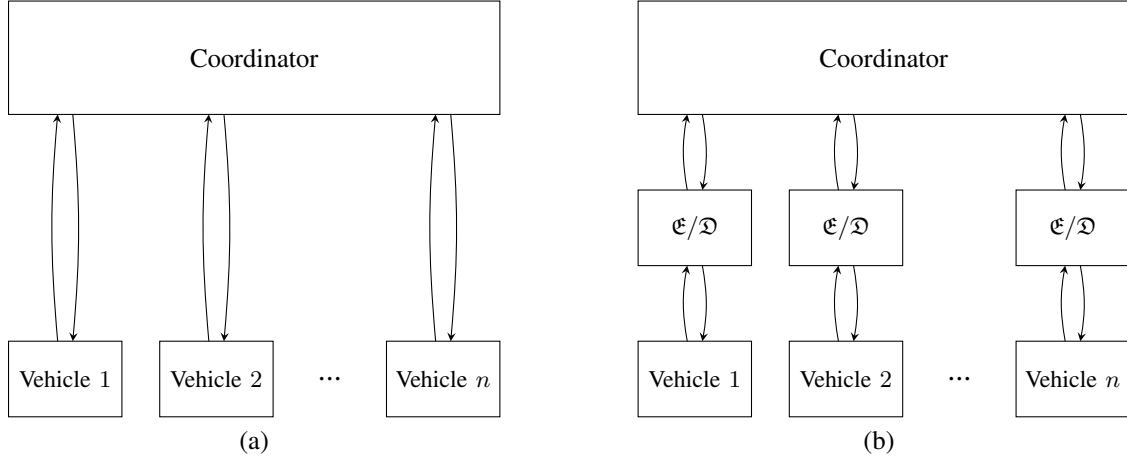 Coordinator
Coordinator
𝕰/𝕯 𝕰/𝕯 𝕰/𝕯
Vehicle 1 Vehicle 2 ... Vehicle n
Vehicle 1 Vehicle 2 ... Vehicle n
(a)
(b)